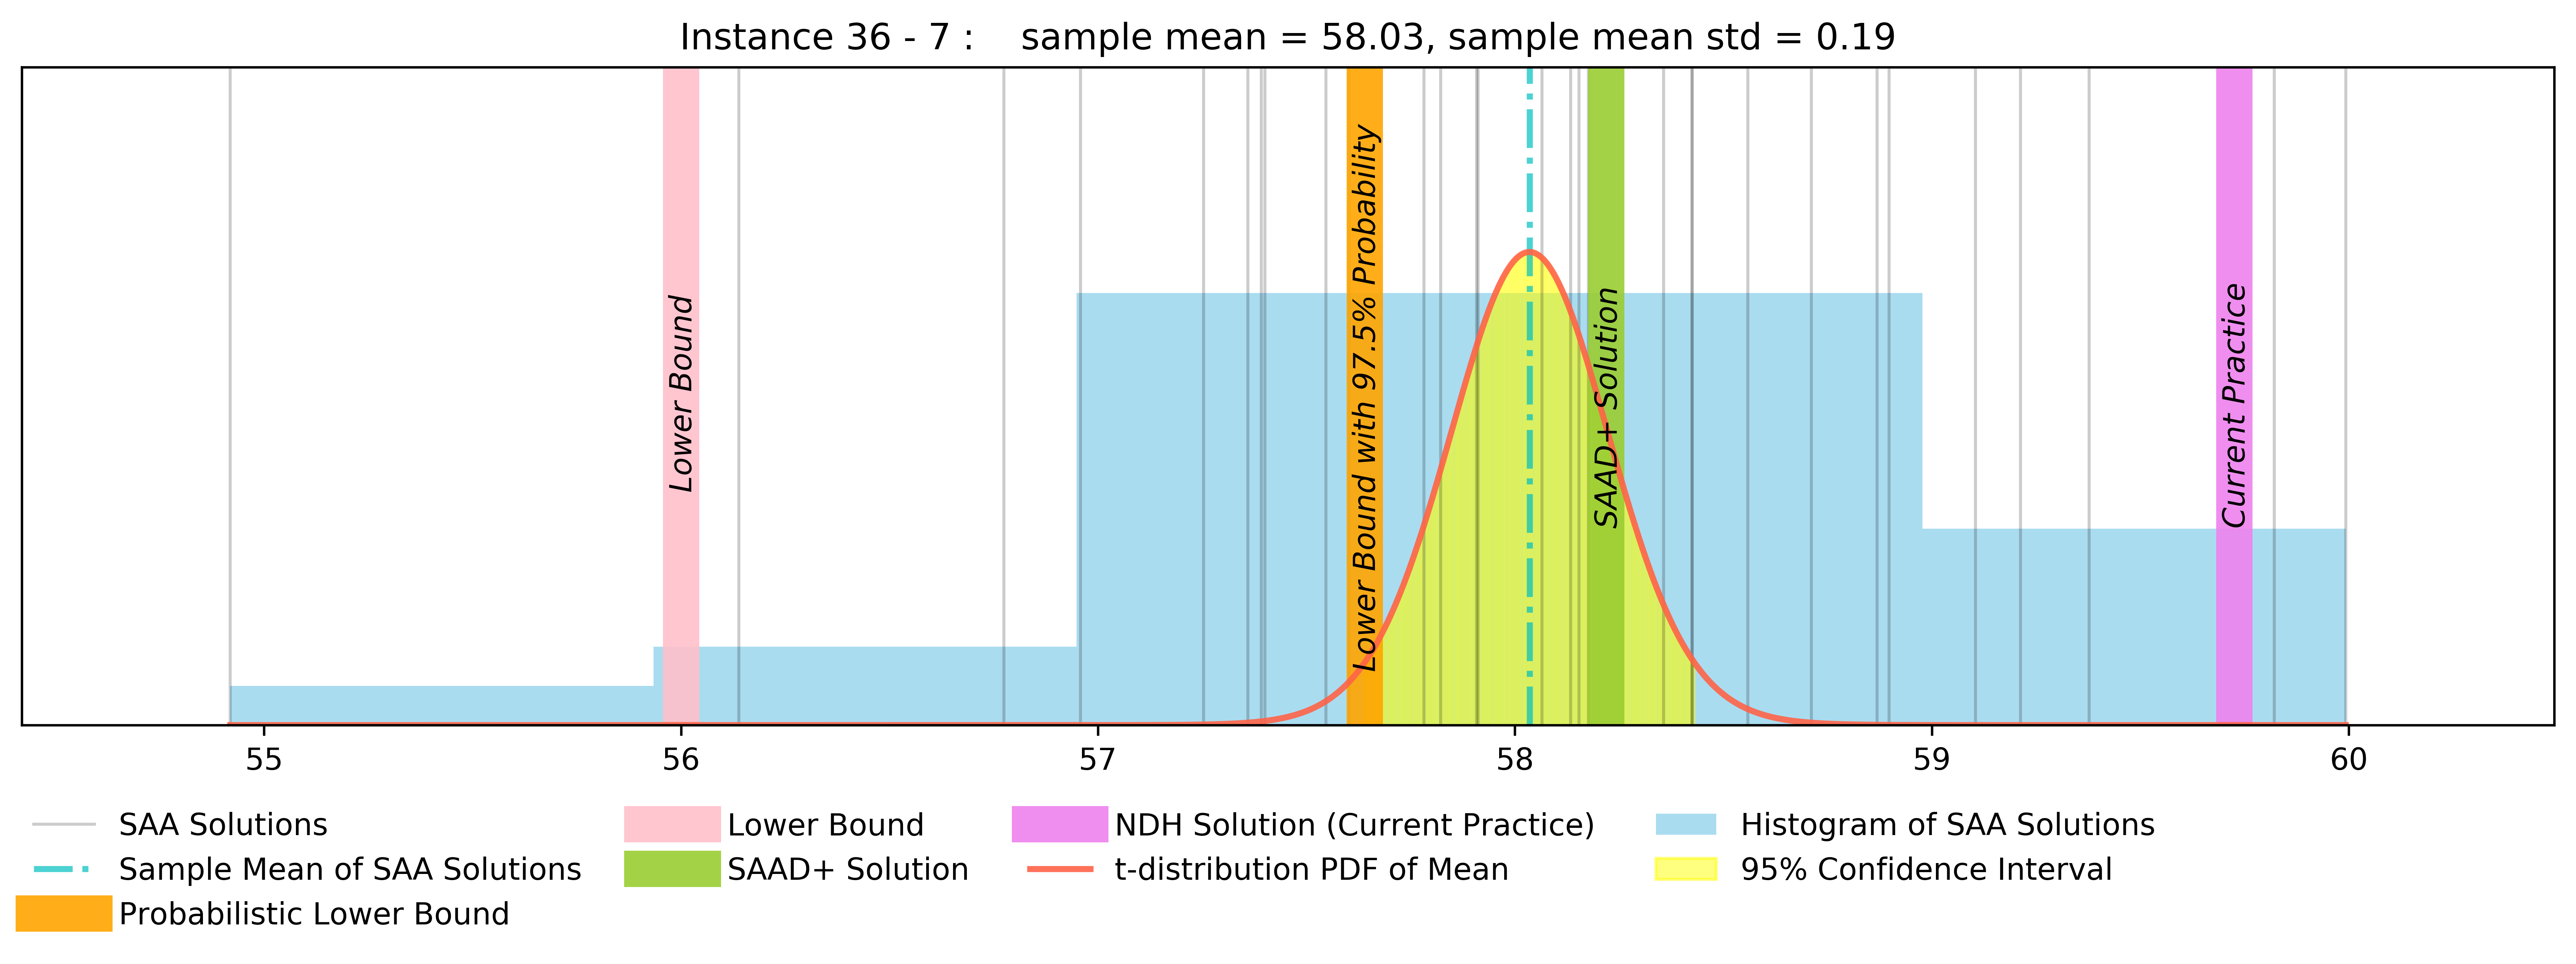 Instance 36 - 7 :    sample mean = 58.03, sample mean std = 0.19
Lower Bound
Lower Bound with 97.5% Probability
SAAD+ Solution
Current Practice
55 56 57 58 59 60
SAA Solutions
Sample Mean of SAA Solutions
Probabilistic Lower Bound
Lower Bound
SAAD+ Solution
NDH Solution (Current Practice)
t-distribution PDF of Mean
Histogram of SAA Solutions
95% Confidence Interval